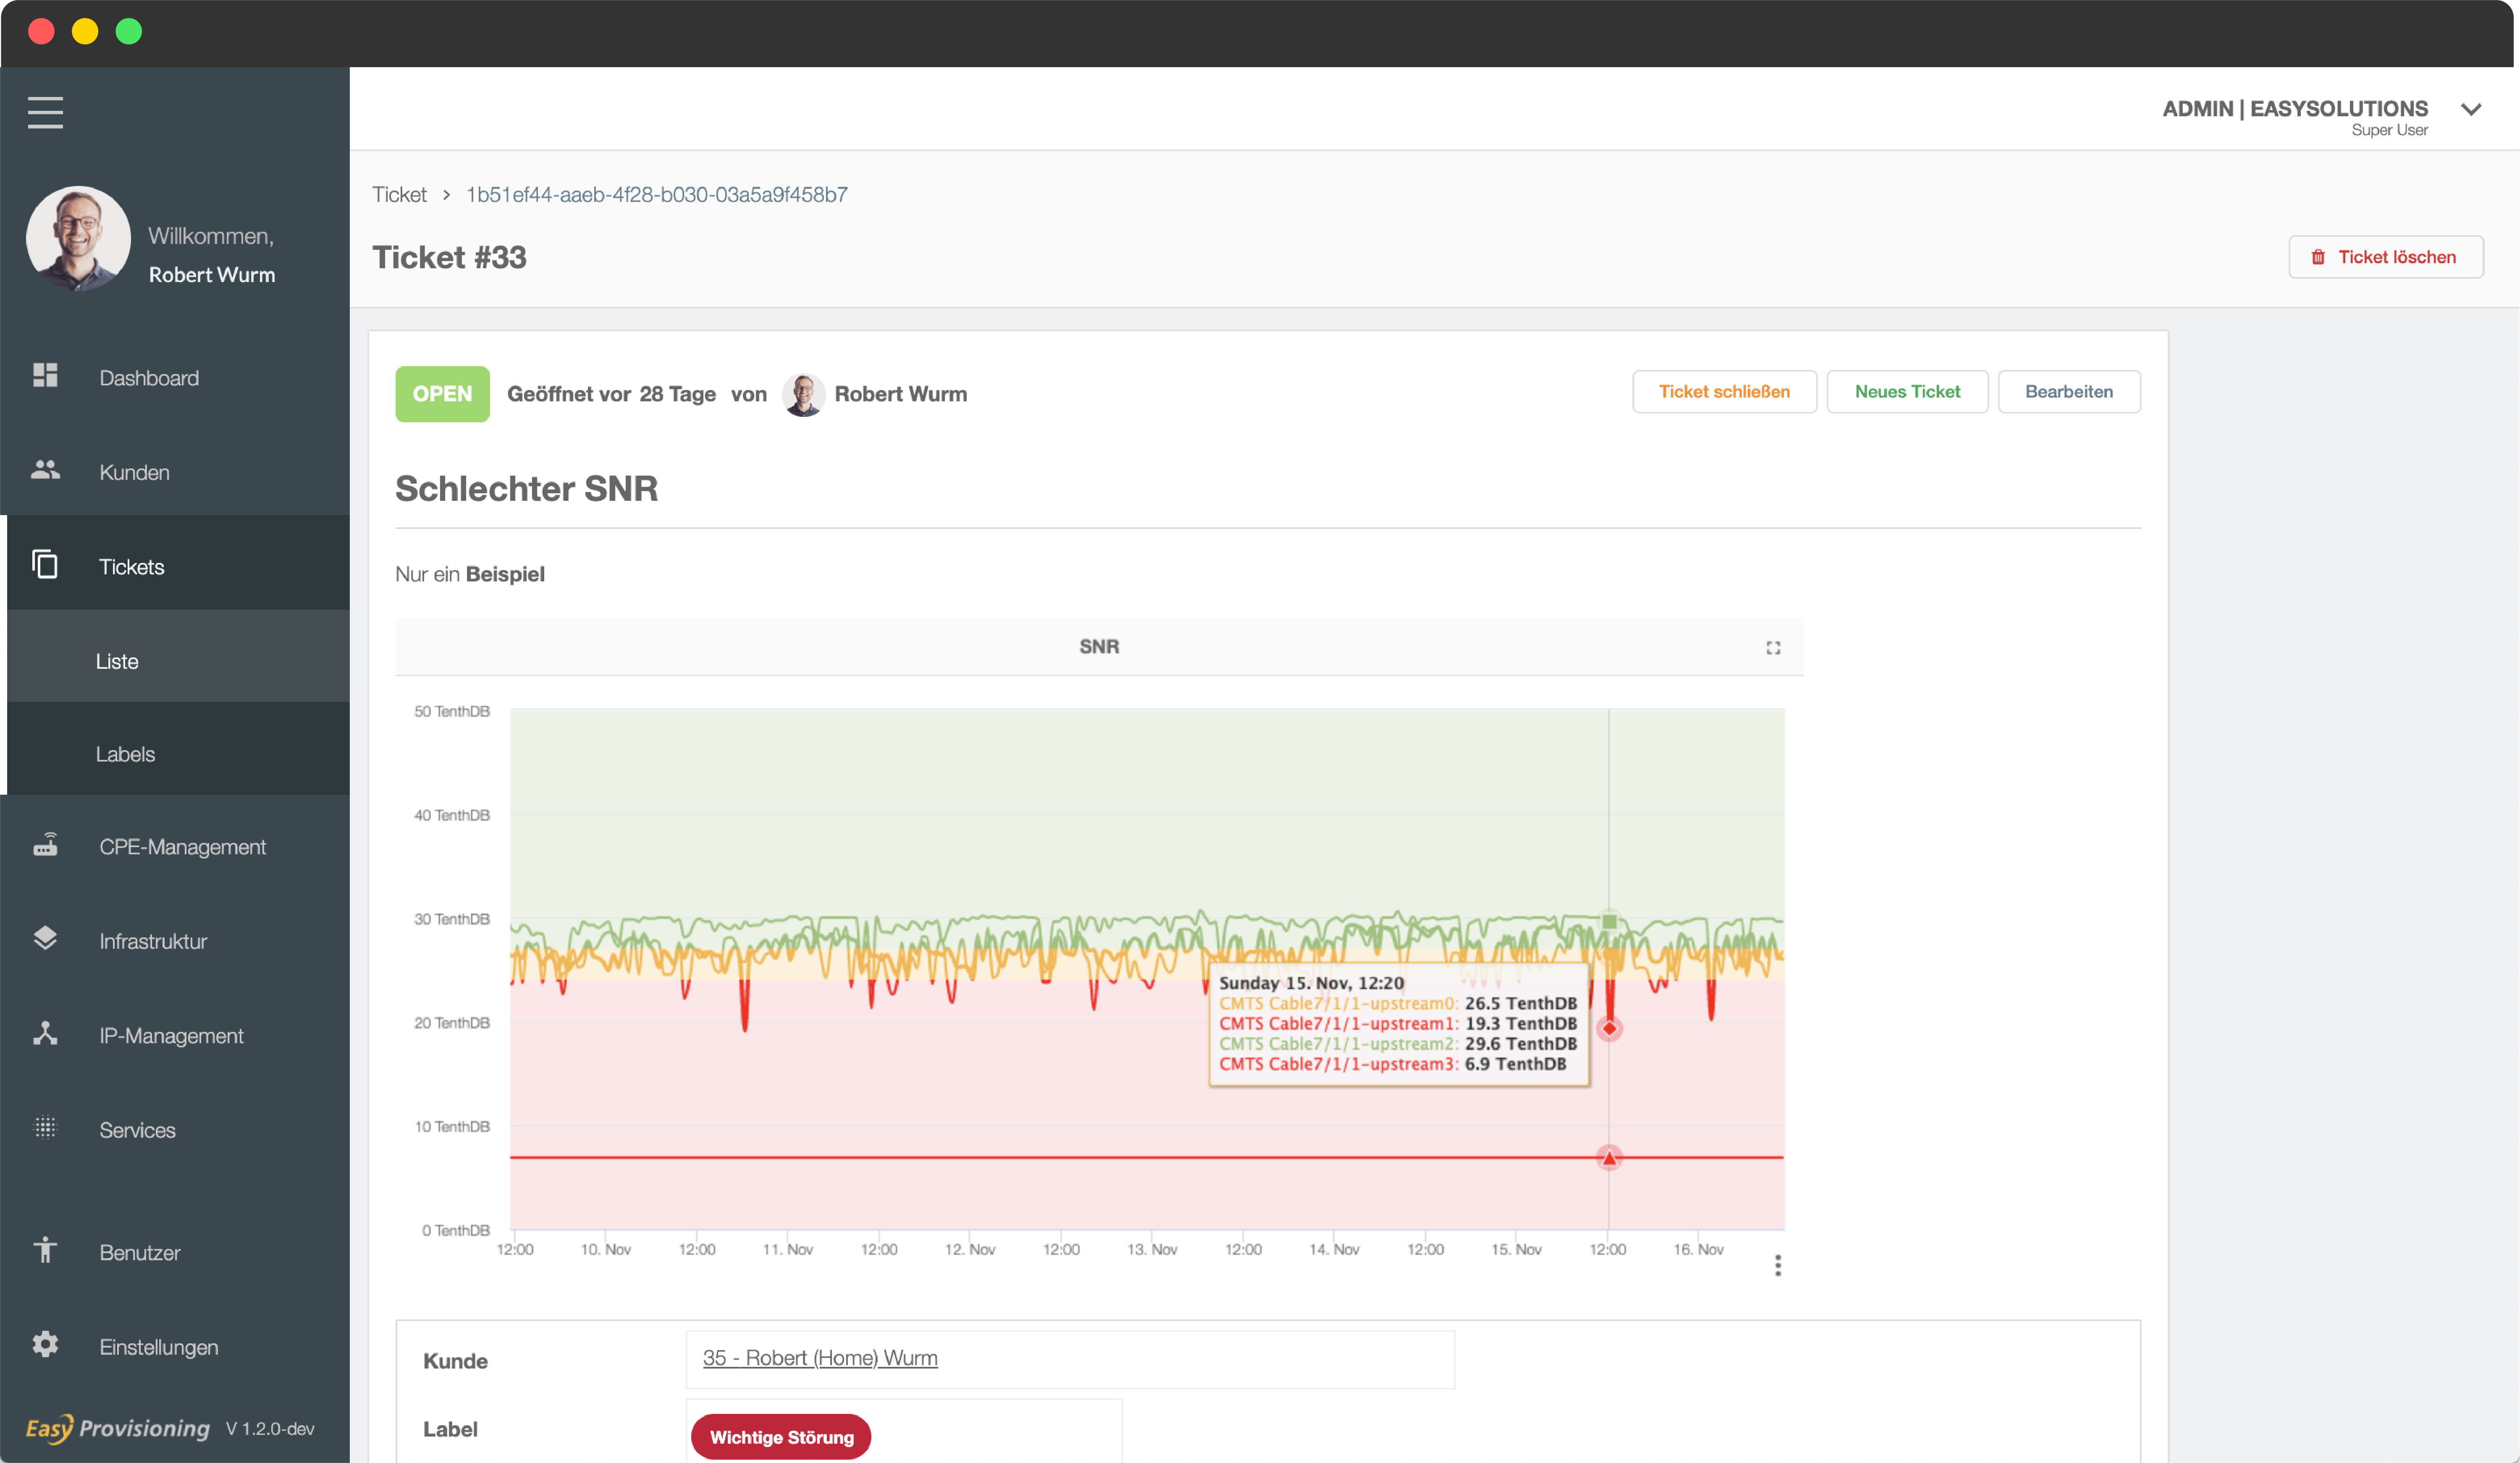 ADMIN | EASYSOLUTIONS
Super User
Willkommen,
Robert Wurm
Dashboard
Kunden
Tickets
Liste
Labels
CPE-Management
Infrastruktur
IP-Management
Services
Benutzer
Einstellungen
Easy Provisioning V 1.2.0-dev
Ticket > 1b51ef44-aaeb-4f28-b030-03a5a9f458b7
Ticket #33
Ticket löschen
OPEN Geöffnet vor 28 Tage von Robert Wurm
Ticket schließen Neues Ticket Bearbeiten
Schlechter SNR
Nur ein Beispiel
SNR
50 TenthDB
40 TenthDB
30 TenthDB
20 TenthDB
10 TenthDB
0 TenthDB
Sunday 15. Nov, 12:20
CMTS Cable7/1/1-upstream0: 26.5 TenthDB
CMTS Cable7/1/1-upstream1: 19.3 TenthDB
CMTS Cable7/1/1-upstream2: 29.6 TenthDB
CMTS Cable7/1/1-upstream3: 6.9 TenthDB
12:00 10. Nov 12:00 11. Nov 12:00 12. Nov 12:00 13. Nov 12:00 14. Nov 12:00 15. Nov 12:00 16. Nov
Kunde 35 - Robert (Home) Wurm
Label Wichtige Störung